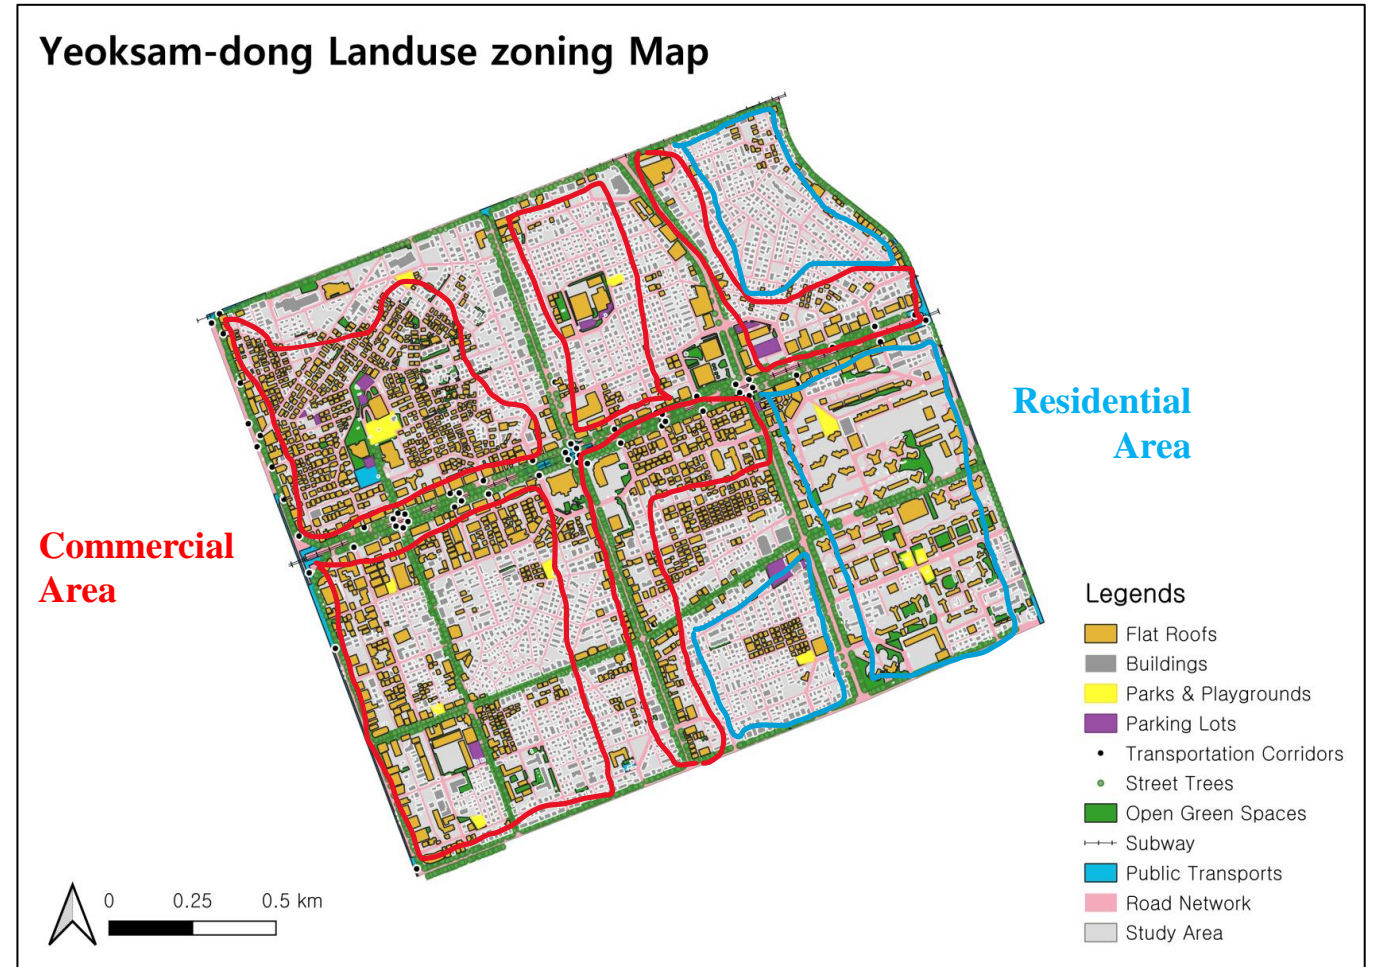 Yeoksam-dong Landuse zoning Map
Residential
Area
Commercial
Area
Legends
Flat Roofs
Buildings
Parks & Playgrounds
Parking Lots
Transportation Corridors
Street Trees
Open Green Spaces
Subway
Public Transports
Road Network
Study Area
0 0.25 0.5 km